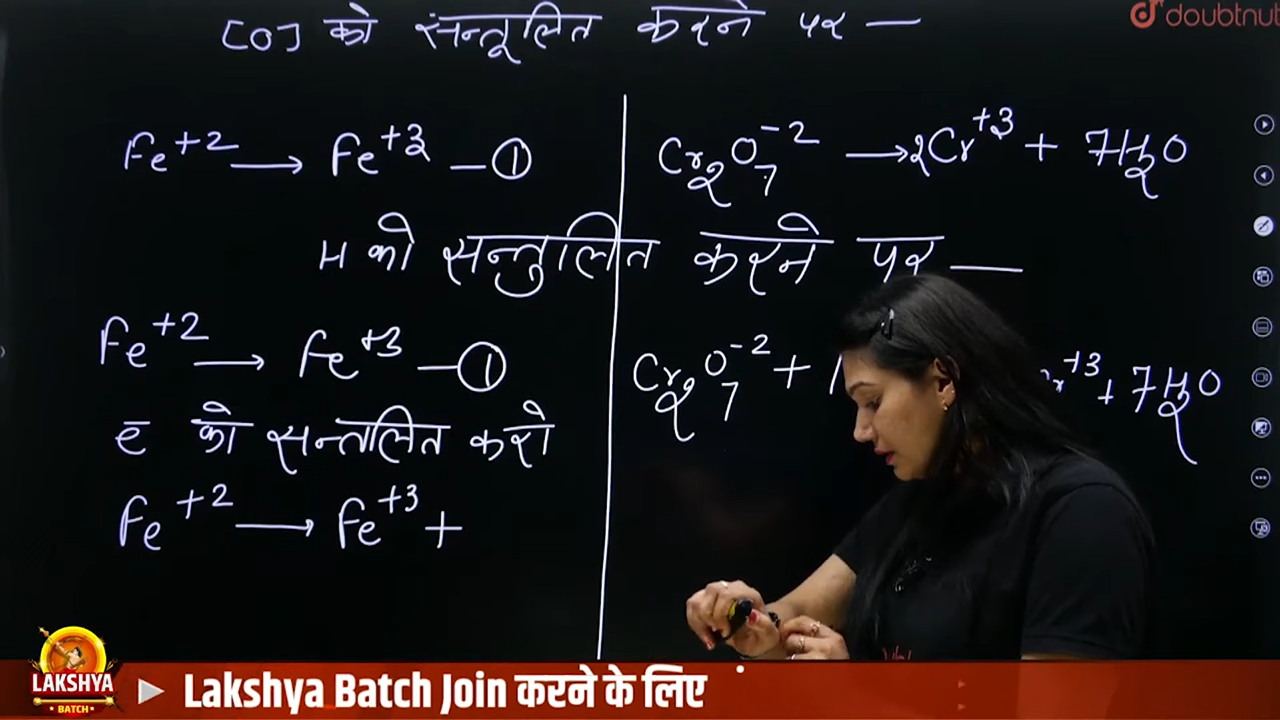 doubtnut
[O] को सन्तूलित करने पर —
Fe+2 → Fe+3 — ①
Cr2O7-2 → 2Cr+3 + 7H2O
H को सन्तुलित करने पर —
Fe+2 → Fe+3 — ①
Cr2O7-2 + 1 r+3 + 7H2O
e को सन्तलित करो
Fe+2 → Fe+3 +
LAKSHYA
BATCH
Lakshya Batch Join करने के लिए